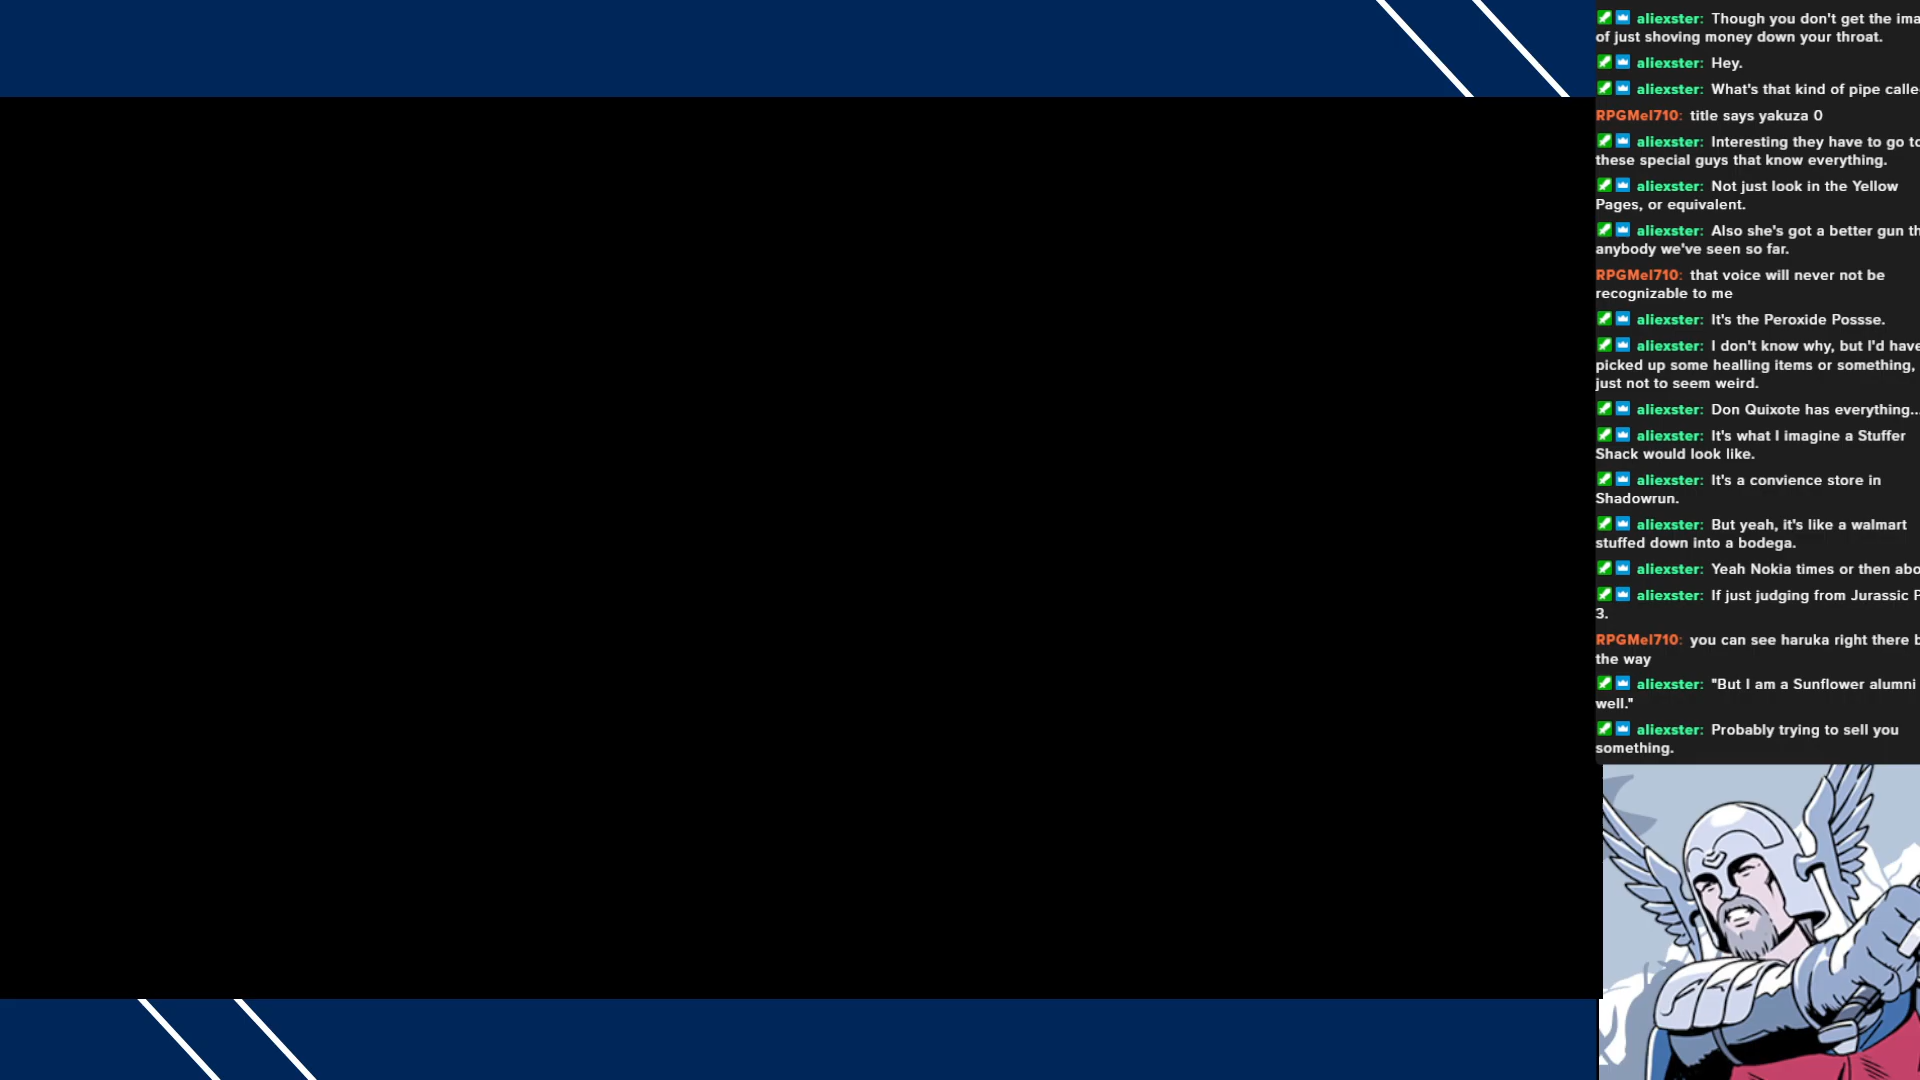 aliexster: Though you don't get the ima
of just shoving money down your throat.
aliexster: Hey.
aliexster: What's that kind of pipe calle
RPGMel710: title says yakuza 0
aliexster: Interesting they have to go to
these special guys that know everything.
aliexster: Not just look in the Yellow
Pages, or equivalent.
aliexster: Also she's got a better gun th
anybody we've seen so far.
RPGMel710: that voice will never not be
recognizable to me
aliexster: It's the Peroxide Possse.
aliexster: I don't know why, but I'd have
picked up some healling items or something,
just not to seem weird.
aliexster: Don Quixote has everything...
aliexster: It's what I imagine a Stuffer
Shack would look like.
aliexster: It's a convience store in
Shadowrun.
aliexster: But yeah, it's like a walmart
stuffed down into a bodega.
aliexster: Yeah Nokia times or then abo
aliexster: If just judging from Jurassic P
3.
RPGMel710: you can see haruka right there b
the way
aliexster: "But I am a Sunflower alumni
well."
aliexster: Probably trying to sell you
something.